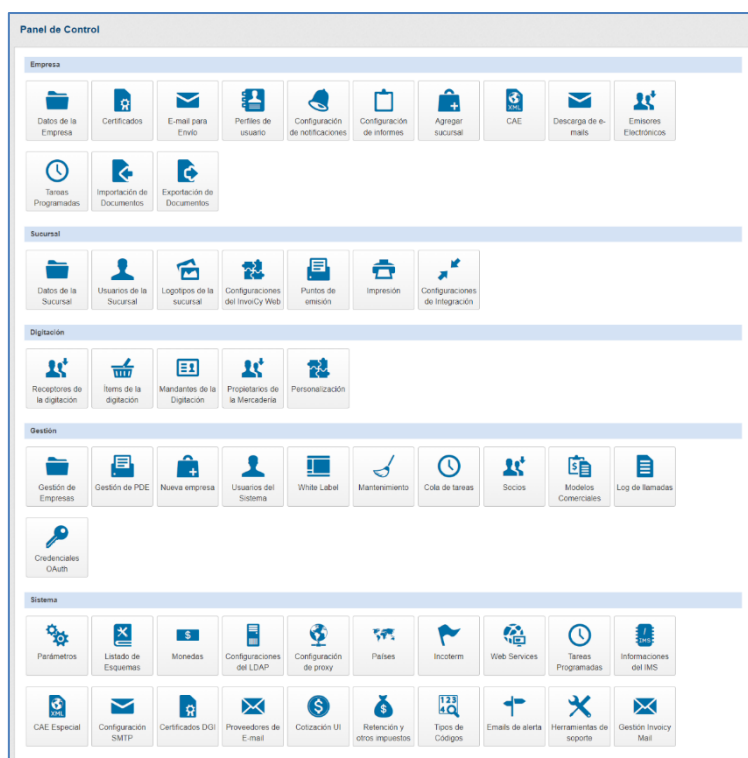 Panel de Control
Empresa
Datos de la Empresa
Certificados
E-mail para Envío
Perfiles de usuario
Configuración de notificaciones
Configuración de informes
Agregar sucursal
XML
CAE
Descarga de e-mails
Emisores Electrónicos
Tareas Programadas
Importación de Documentos
Exportación de Documentos
Sucursal
Datos de la Sucursal
Usuarios de la Sucursal
Logotipos de la sucursal
Configuraciones del InvoiCy Web
Puntos de emisión
Impresión
Configuraciones de Integración
Digitación
Receptores de la digitación
Ítems de la digitación
Mandantes de la Digitación
Propietarios de la Mercadería
Personalización
Gestión
Gestión de Empresas
Gestión de PDE
Nueva empresa
Usuarios del Sistema
White Label
Mantenimiento
Cola de tareas
Socios
Modelos Comerciales
Log de llamadas
Credenciales OAuth
Sistema
Parámetros
Listado de Esquemas
Monedas
Configuraciones del LDAP
Configuración de proxy
Países
Incoterm
Web Services
Tareas Programadas
IMS
Informaciones del IMS
XML
CAE Especial
Configuración SMTP
Certificados DGI
Proveedores de E-mail
Cotización UI
Retención y otros impuestos
123
4
Tipos de Códigos
Emails de alerta
Herramientas de soporte
Gestión Invoicy Mail